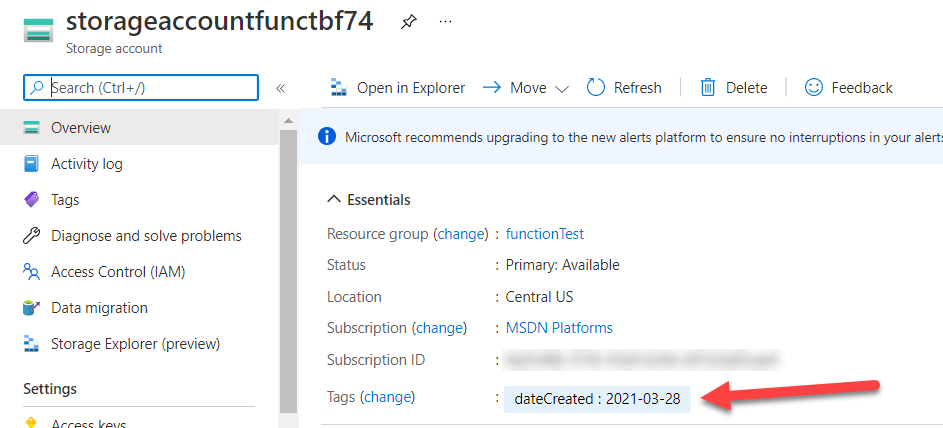 storageaccountfunctbf74
...
Storage account
Search (Ctrl+/)
«
Overview
Activity log
Tags
Diagnose and solve problems
Access Control (IAM)
Data migration
Storage Explorer (preview)
Settings
Access keys
Open in Explorer
Move
Refresh
Delete
Feedback
Microsoft recommends upgrading to the new alerts platform to ensure no interruptions in your alerts
Essentials
Resource group (change) : functionTest
Status : Primary: Available
Location : Central US
Subscription (change) : MSDN Platforms
Subscription ID :
Tags (change) : dateCreated : 2021-03-28